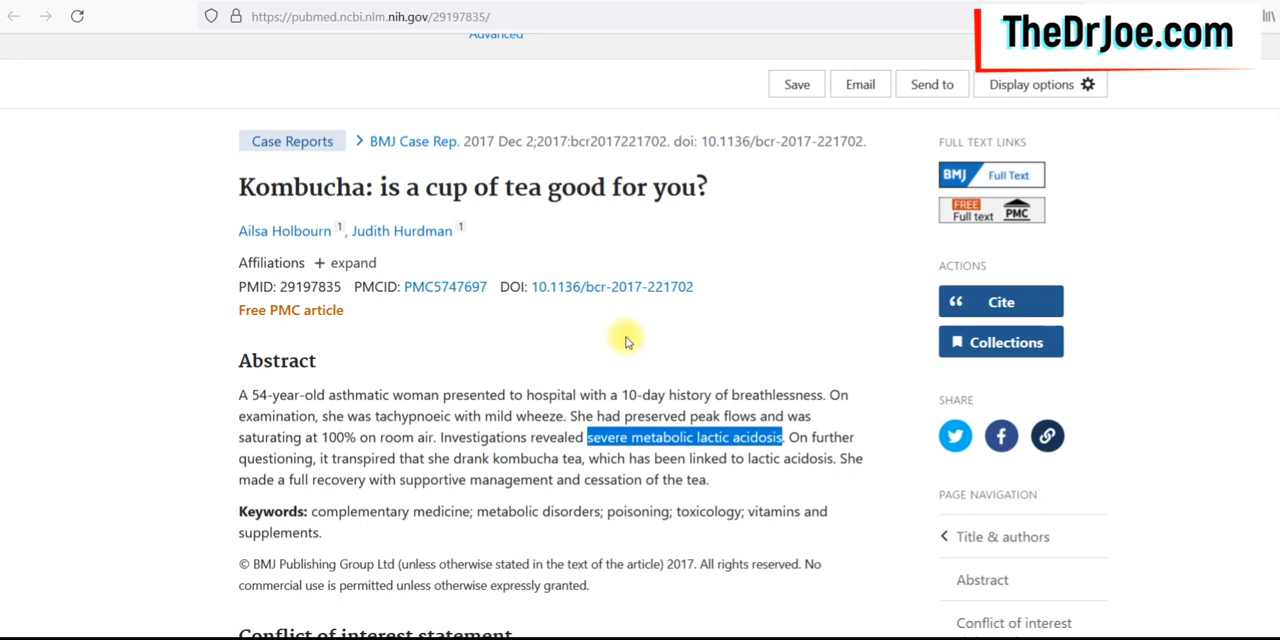 https://pubmed.ncbi.nlm.nih.gov/29197835/
TheDrJoe.com
Advanced
Save
Email
Send to
Display options
Case Reports
BMJ Case Rep. 2017 Dec 2;2017:bcr2017221702. doi: 10.1136/bcr-2017-221702.
Kombucha: is a cup of tea good for you?
Ailsa Holbourn 1, Judith Hurdman 1
Affiliations + expand
PMID: 29197835 PMCID: PMC5747697 DOI: 10.1136/bcr-2017-221702
Free PMC article
Abstract
A 54-year-old asthmatic woman presented to hospital with a 10-day history of breathlessness. On
examination, she was tachypnoeic with mild wheeze. She had preserved peak flows and was
saturating at 100% on room air. Investigations revealed severe metabolic lactic acidosis. On further
questioning, it transpired that she drank kombucha tea, which has been linked to lactic acidosis. She
made a full recovery with supportive management and cessation of the tea.
Keywords: complementary medicine; metabolic disorders; poisoning; toxicology; vitamins and
supplements.
© BMJ Publishing Group Ltd (unless otherwise stated in the text of the article) 2017. All rights reserved. No
commercial use is permitted unless otherwise expressly granted.
Conflict of interest statement
FULL TEXT LINKS
BMJ Full Text
FREE
Full text PMC
ACTIONS
Cite
Collections
SHARE
PAGE NAVIGATION
Title & authors
Abstract
Conflict of interest